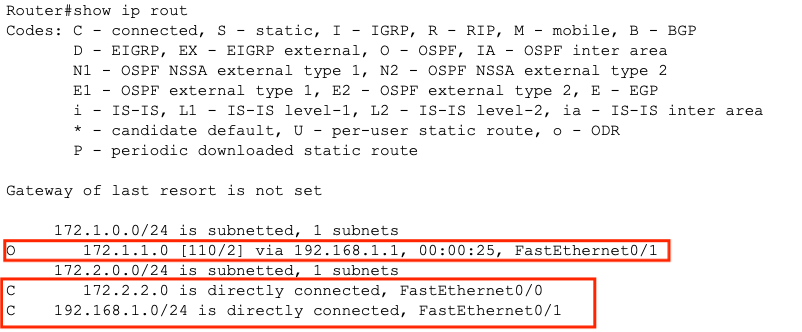 Router#show ip rout
Codes: C - connected, S - static, I - IGRP, R - RIP, M - mobile, B - BGP
D - EIGRP, EX - EIGRP external, O - OSPF, IA - OSPF inter area
N1 - OSPF NSSA external type 1, N2 - OSPF NSSA external type 2
E1 - OSPF external type 1, E2 - OSPF external type 2, E - EGP
i - IS-IS, L1 - IS-IS level-1, L2 - IS-IS level-2, ia - IS-IS inter area
* - candidate default, U - per-user static route, o - ODR
P - periodic downloaded static route
Gateway of last resort is not set
172.1.0.0/24 is subnetted, 1 subnets
O 172.1.1.0 [110/2] via 192.168.1.1, 00:00:25, FastEthernet0/1
172.2.0.0/24 is subnetted, 1 subnets
C 172.2.2.0 is directly connected, FastEthernet0/0
C 192.168.1.0/24 is directly connected, FastEthernet0/1